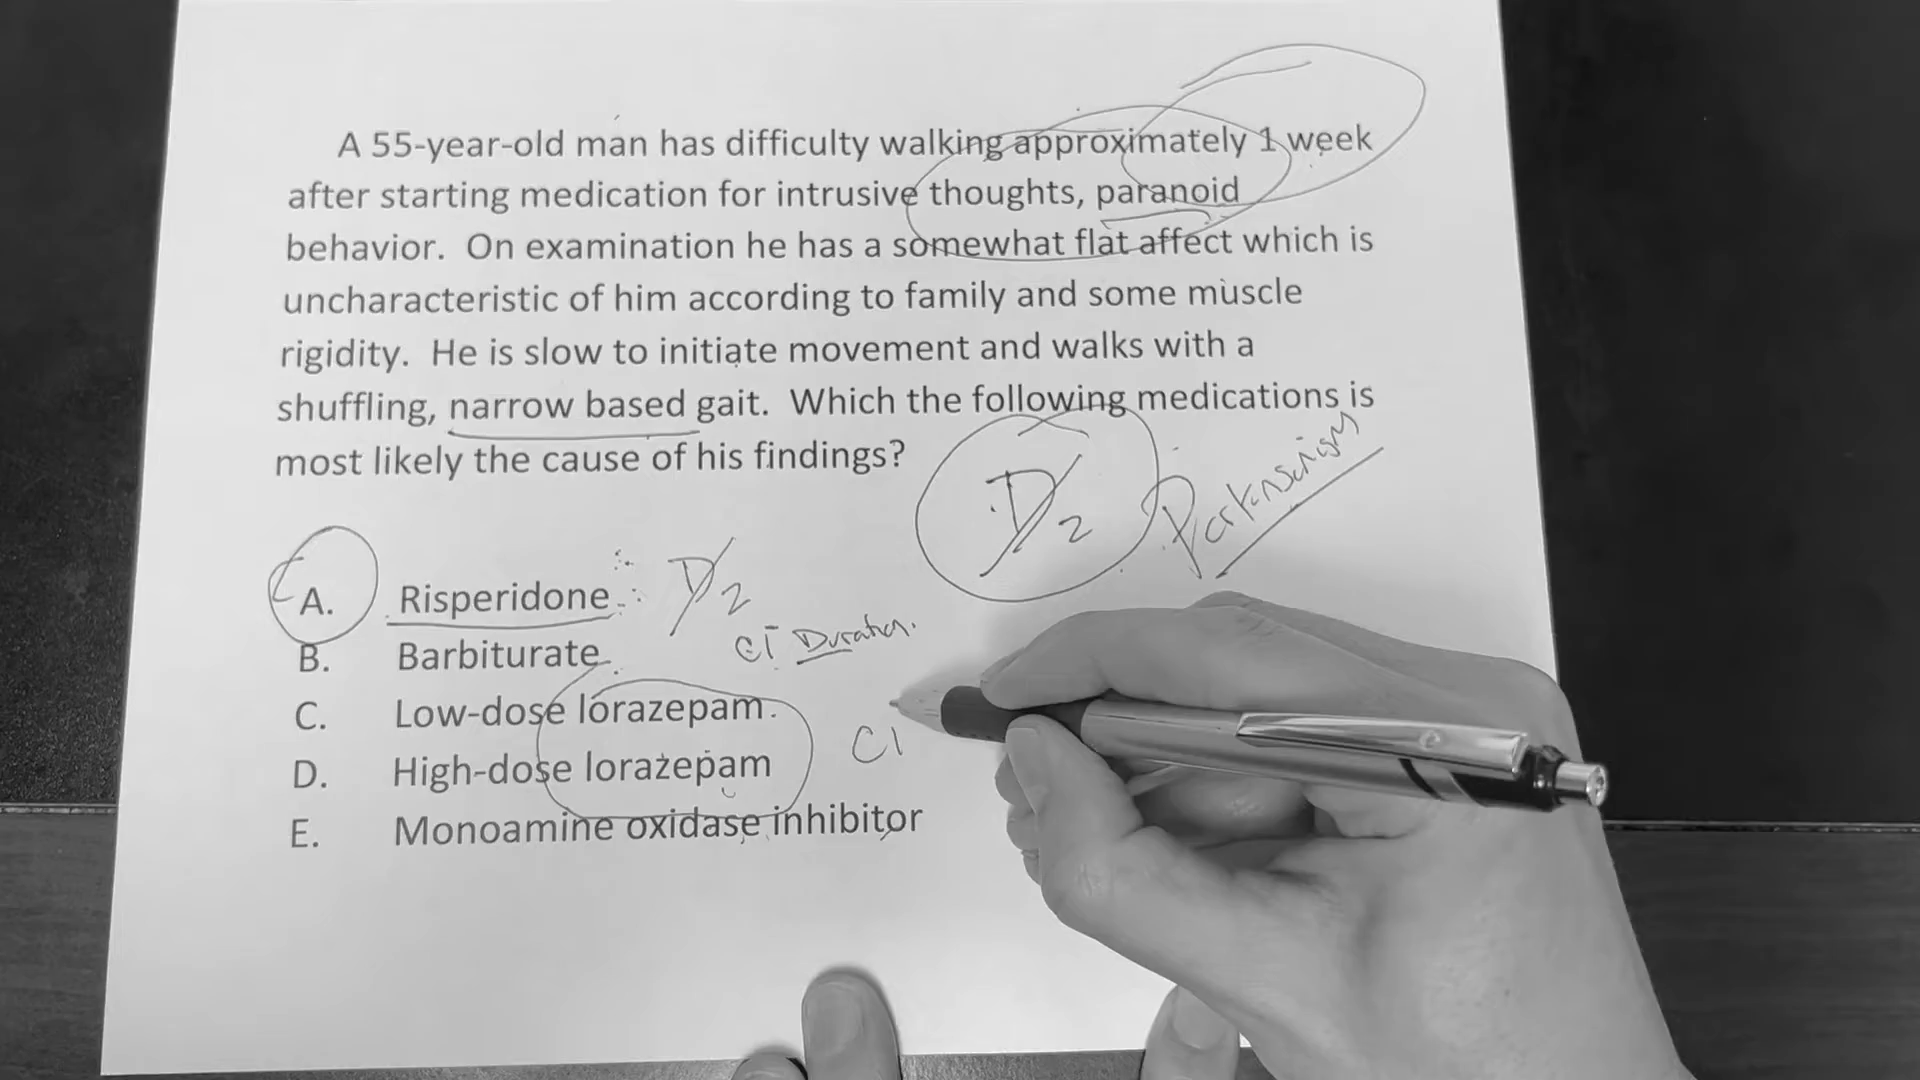 A 55-year-old man has difficulty walking approximately 1 week
after starting medication for intrusive thoughts, paranoid
behavior. On examination he has a somewhat flat affect which is
uncharacteristic of him according to family and some muscle
rigidity. He is slow to initiate movement and walks with a
shuffling, narrow based gait. Which the following medications is
most likely the cause of his findings?
D2 Parkinsonism
A. Risperidone D2
Cl Duration.
B. Barbiturate
C. Low-dose lorazepam
Cl
D. High-dose lorazepam
E. Monoamine oxidase inhibitor